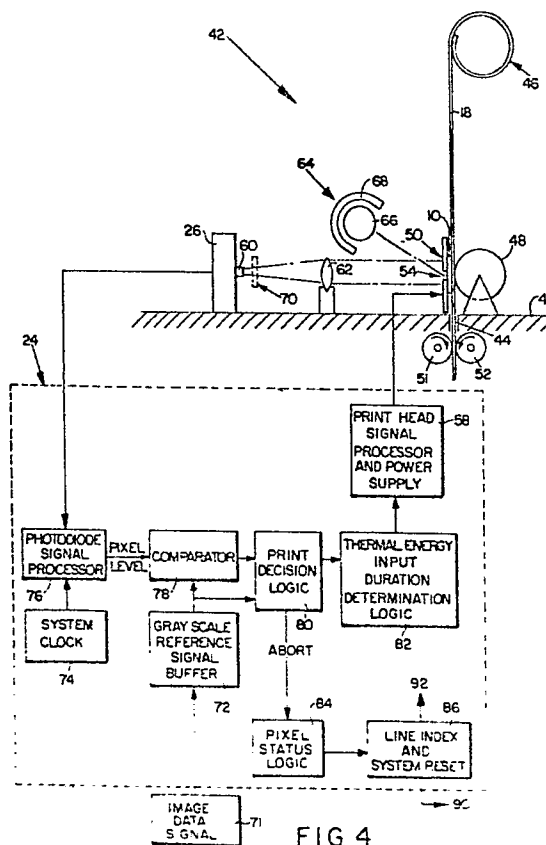 42
46
18
64
68
66
10
50
26
60
62
54
48
70
4
44
24
51
52
PRINT HEAD
SIGNAL
PROCESSOR
AND POWER
SUPPLY
58
PHOTODIODE
SIGNAL
PROCESSOR
76
PIXEL
LEVEL
COMPARATOR
78
PRINT
DECISION
LOGIC
80
THERMAL ENERGY
INPUT
DURATION
DETERMINATION
LOGIC
82
SYSTEM
CLOCK
74
GRAY SCALE
REFERENCE
SIGNAL
BUFFER
72
ABORT
84
PIXEL
STATUS
LOGIC
92
86
LINE INDEX
AND
SYSTEM RESET
IMAGE
DATA
SIGNAL
71
FIG 4